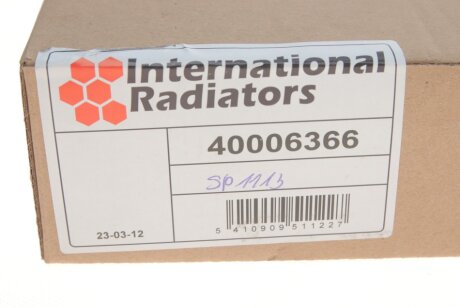 International
Radiators
40006366
SP1113
23-03-12
5 410909 511227